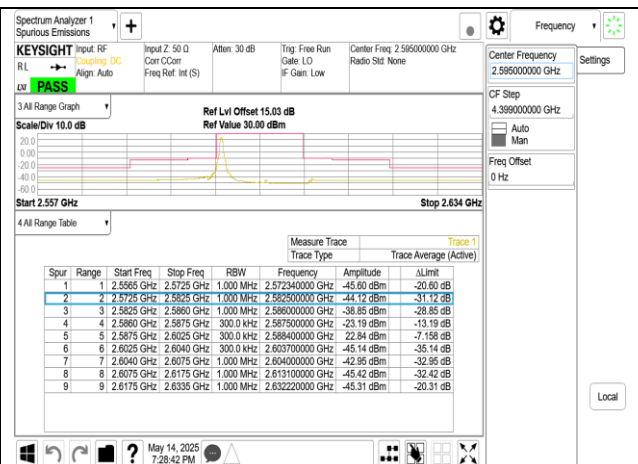 Spectrum Analyzer 1
Spurious Emissions
Frequency
KEYSIGHT
RL
PASS
Input: RF
Coupling: DC
Align: Auto
Input Z: 50 Ω
Corr CCorr
Freq Ref: Int (S)
Atten: 30 dB
Trig: Free Run
Gate: LO
IF Gain: Low
Center Freq: 2.595000000 GHz
Radio Std: None
Center Frequency
2.595000000 GHz
Settings
CF Step
4.399000000 GHz
Auto
Man
Freq Offset
0 Hz
3 All Range Graph
Scale/Div 10.0 dB
Ref Lvl Offset 15.03 dB
Ref Value 30.00 dBm
20.0
0.00
-20.0
-40.0
-60.0
Start 2.557 GHz
Stop 2.634 GHz
4 All Range Table
Measure Trace Trace 1
Trace Type Trace Average (Active)
Spur Range Start Freq Stop Freq RBW Frequency Amplitude ΔLimit
1 1 2.5565 GHz 2.5725 GHz 1.000 MHz 2.572340000 GHz -45.60 dBm -20.60 dB
2 2 2.5725 GHz 2.5825 GHz 1.000 MHz 2.582500000 GHz -44.12 dBm -31.12 dB
3 3 2.5825 GHz 2.5860 GHz 1.000 MHz 2.586000000 GHz -38.85 dBm -28.85 dB
4 4 2.5860 GHz 2.5875 GHz 300.0 kHz 2.587500000 GHz -23.19 dBm -13.19 dB
5 5 2.5875 GHz 2.6025 GHz 300.0 kHz 2.588400000 GHz 22.84 dBm -7.158 dB
6 6 2.6025 GHz 2.6040 GHz 300.0 kHz 2.603700000 GHz -45.14 dBm -35.14 dB
7 7 2.6040 GHz 2.6075 GHz 1.000 MHz 2.604000000 GHz -42.95 dBm -32.95 dB
8 8 2.6075 GHz 2.6175 GHz 1.000 MHz 2.613100000 GHz -45.42 dBm -32.42 dB
9 9 2.6175 GHz 2.6335 GHz 1.000 MHz 2.632220000 GHz -45.31 dBm -20.31 dB
Local
May 14, 2025
7:28:42 PM